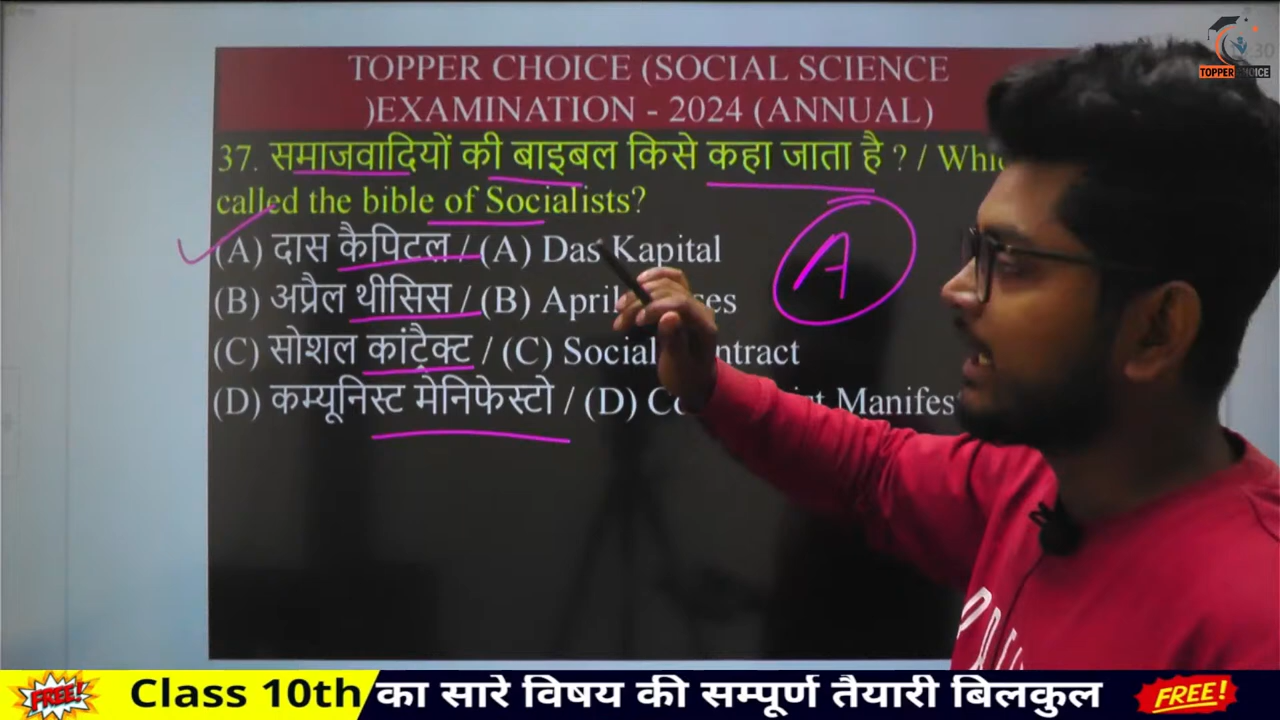 TOPPER CHOICE
TOPPER CHOICE (SOCIAL SCIENCE
)EXAMINATION - 2024 (ANNUAL)
37. समाजवादियों की बाइबल किसे कहा जाता है ? /
called the bible of Socialists?
(A) दास कैपिटल / (A) Das Kapital
A
(B) अप्रैल थीसिस / (B) April
(C) सोशल कांट्रैक्ट / (C) Social
(D) कम्यूनिस्ट मेनिफेस्टो / (D)
FREE! Class 10th का सारे विषय की सम्पूर्ण तैयारी बिलकुल FREE!